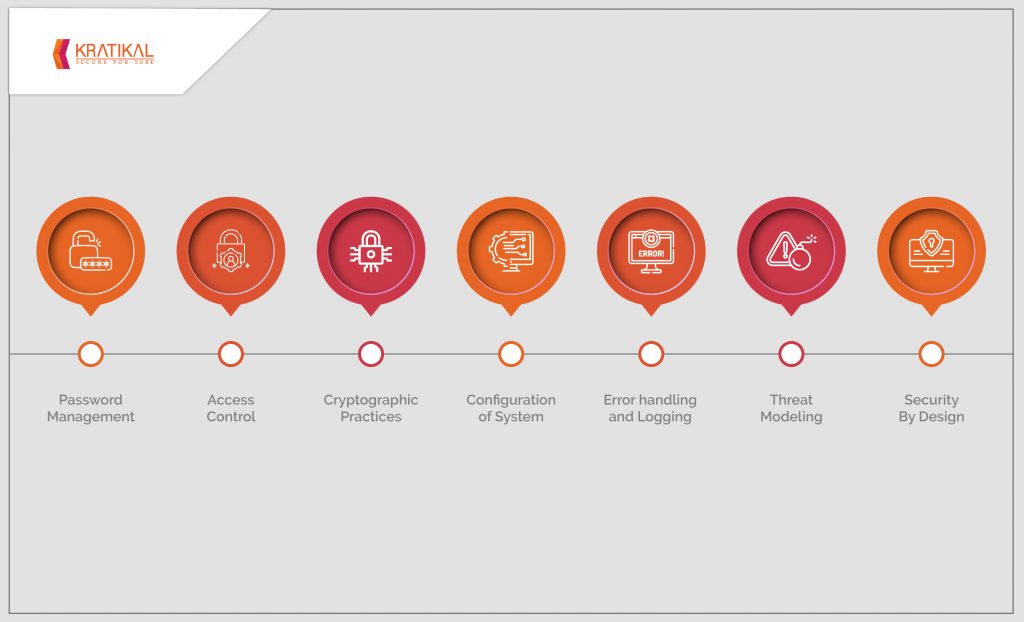 KRATIKAL
SECURE FOR SURE
****
ERROR!
Password
Management
Access
Control
Cryptographic
Practices
Configuration
of System
Error handling
and Logging
Threat
Modeling
Security
By Design